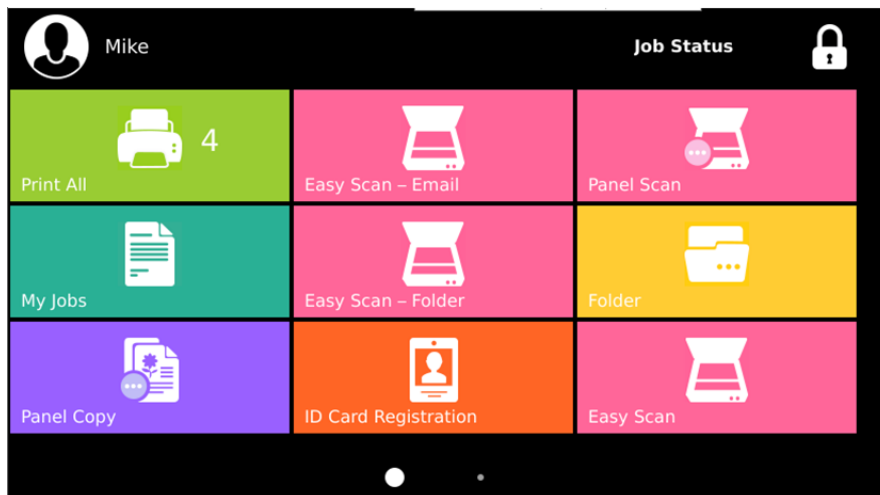 Mike
Job Status
4
Print All
Easy Scan – Email
Panel Scan
My Jobs
Easy Scan – Folder
Folder
Panel Copy
ID Card Registration
Easy Scan